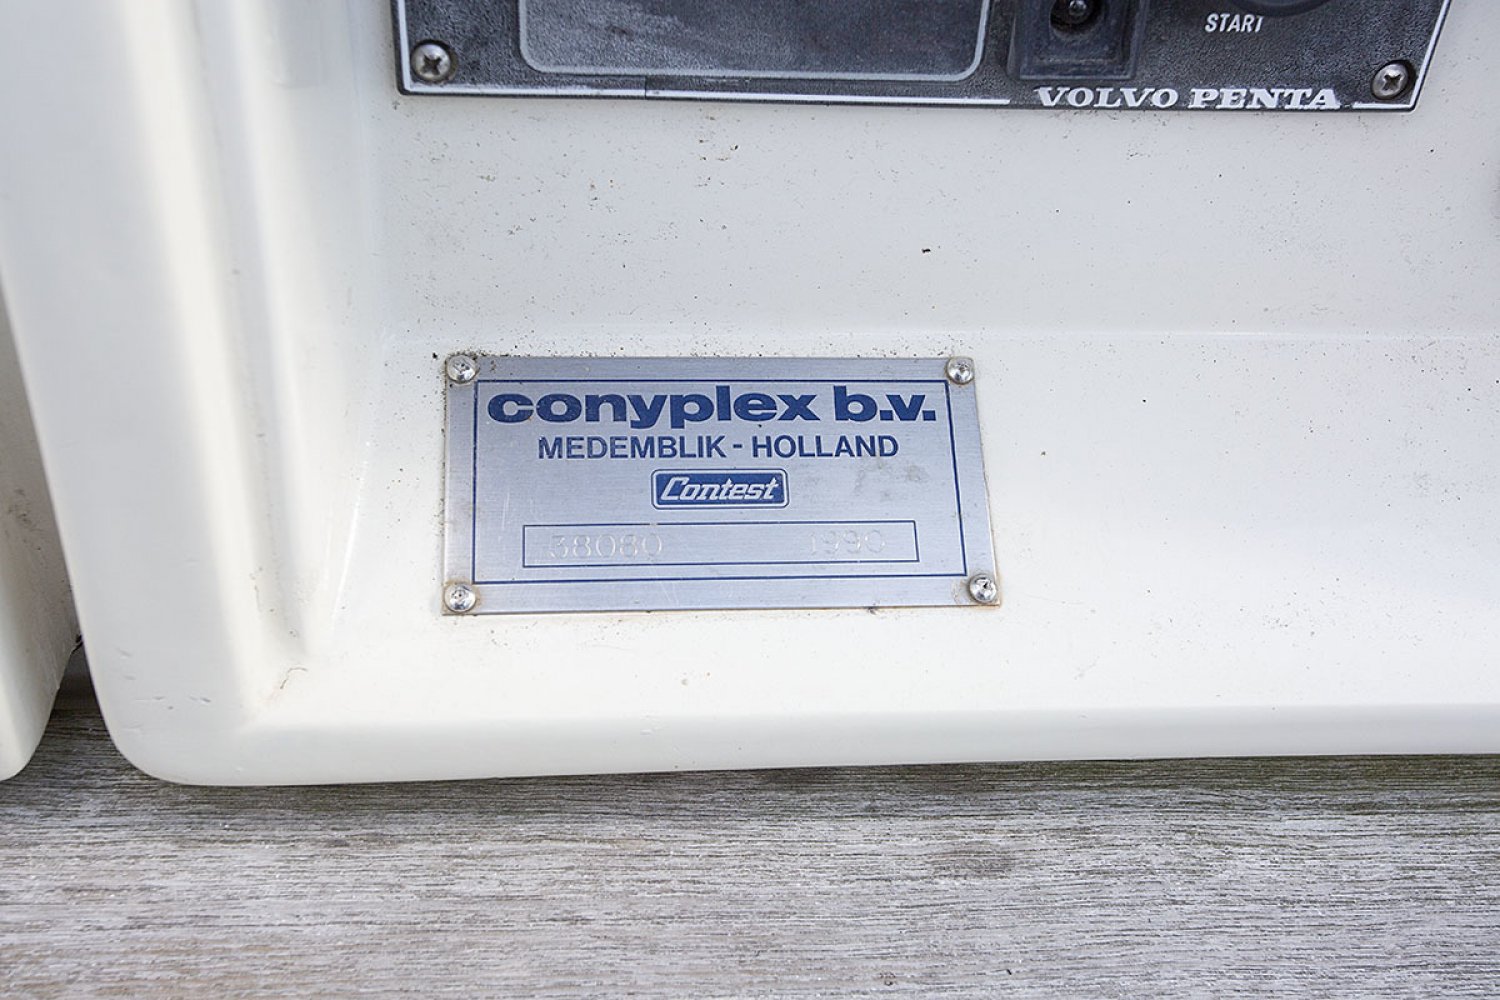 START
VOLVO PENTA
conyplex b.v.
MEDEMBLIK - HOLLAND
Contest
38080 1990